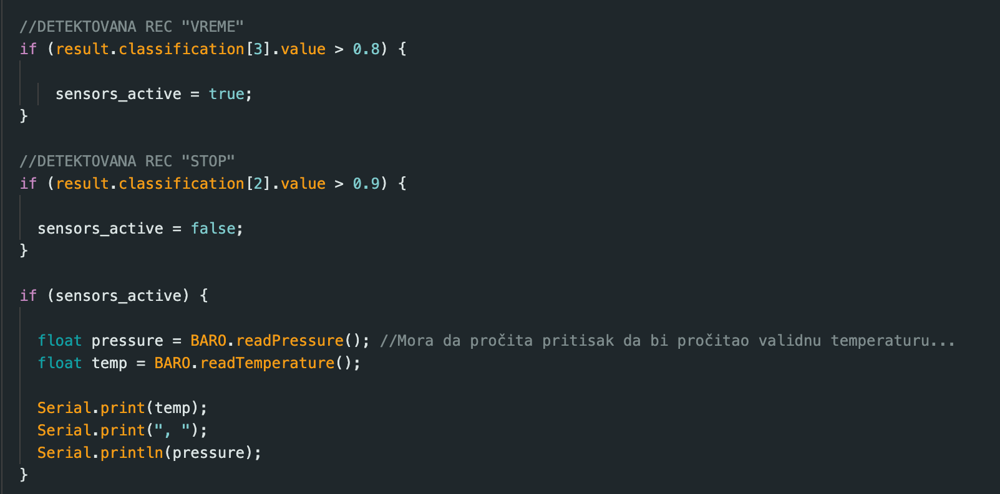 //DETEKTOVANA REC "VREME"
if (result.classification[3].value > 0.8) {
sensors_active = true;
}
//DETEKTOVANA REC "STOP"
if (result.classification[2].value > 0.9) {
sensors_active = false;
}
if (sensors_active) {
float pressure = BARO.readPressure(); //Mora da pročita pritisak da bi pročitao validnu temperaturu...
float temp = BARO.readTemperature();
Serial.print(temp);
Serial.print(", ");
Serial.println(pressure);
}